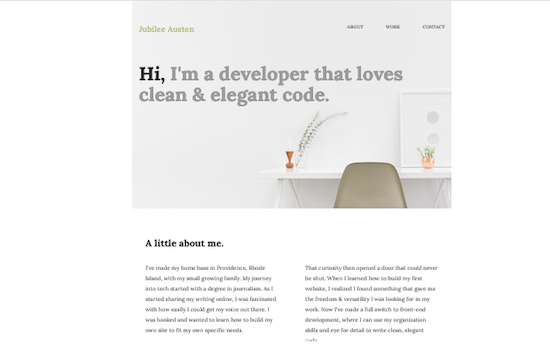 Jubilee Austen
ABOUT WORK CONTACT
Hi, I'm a developer that loves
clean & elegant code.
A little about me.
I've made my home base in Providence, Rhode
Island, with my small growing family. My journey
into tech started with a degree in journalism. As I
started sharing my writing online, I was fascinated
with how easily I could get my voice out there. I
was hooked and wanted to learn how to build my
own site to fit my own specific needs.
That curiosity then opened a door that could never
be shut. When I learned how to build my first
website, I realized I found something that gave me
the freedom & versatility I was looking for in my
work. Now I've made a full switch to front-end
development, where I can use my organization
skills and eye for detail to write clean, elegant
code.